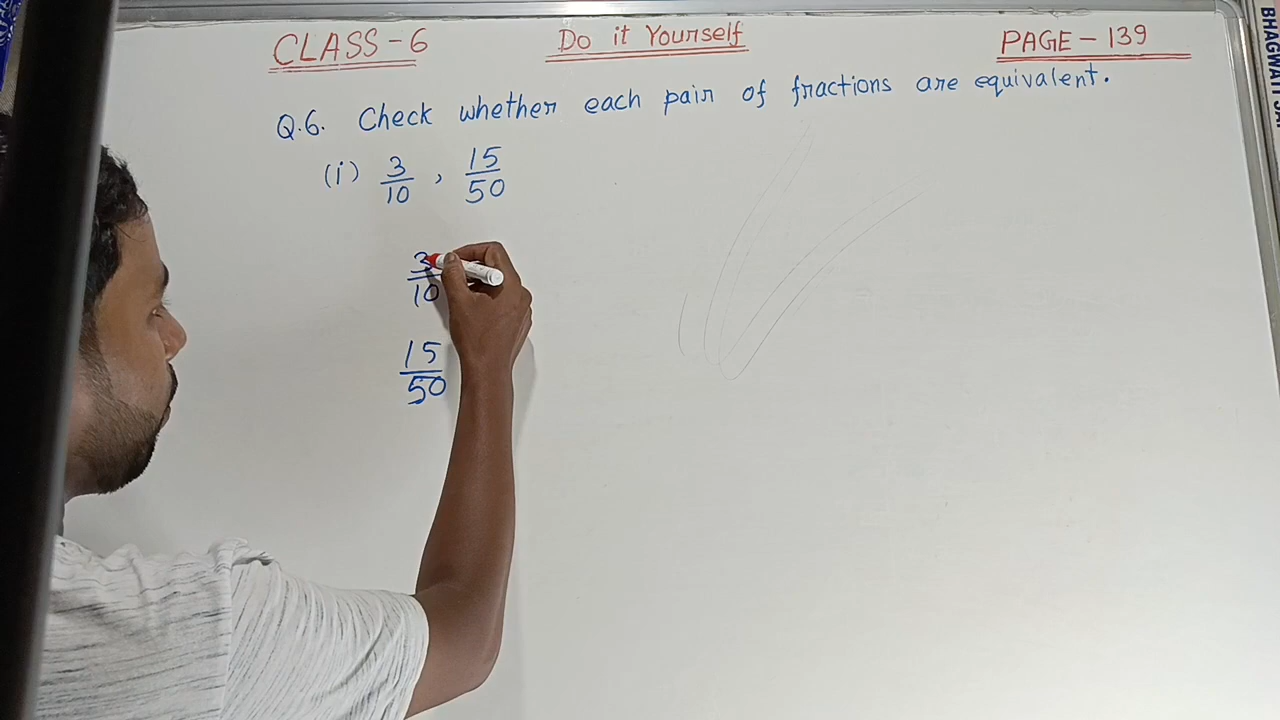 CLASS-6 Do it Yourself PAGE-139
Q.6. Check whether each pair of fractions are equivalent.
(i) 3/10 , 15/50
3/10
15/50
BHAGWATI